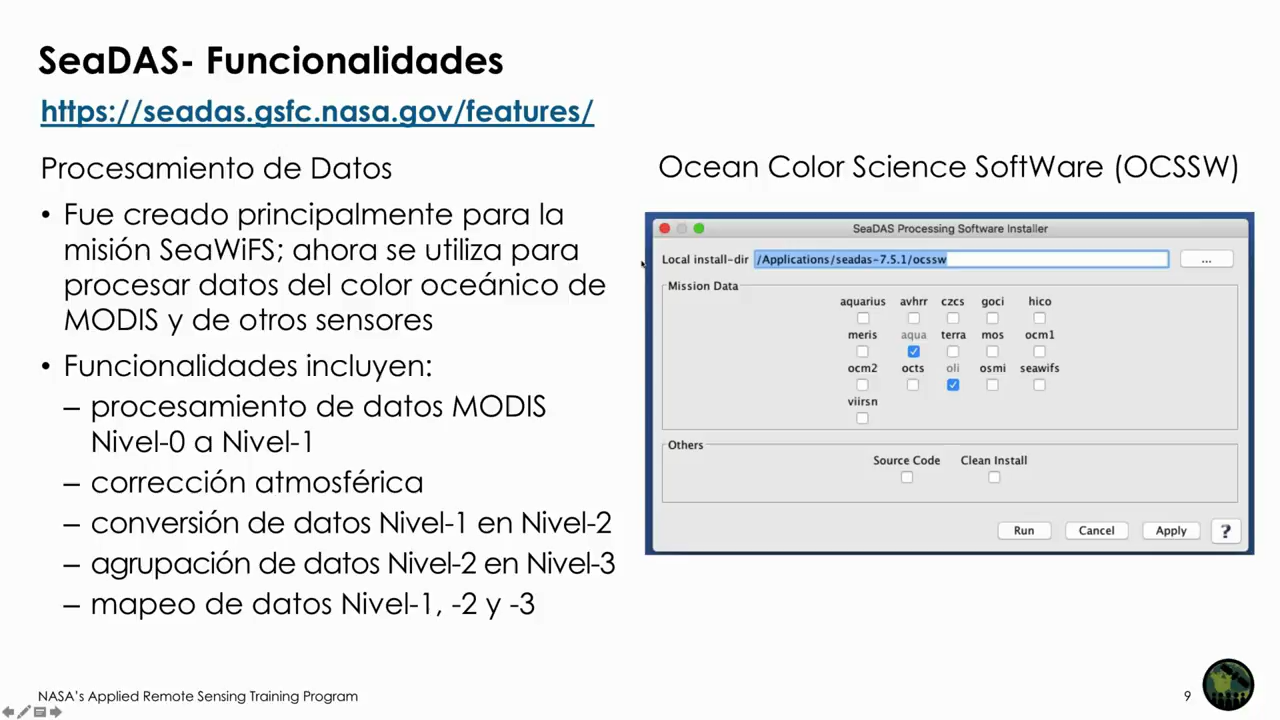 SeaDAS- Funcionalidades
https://seadas.gsfc.nasa.gov/features/
Procesamiento de Datos
• Fue creado principalmente para la
misión SeaWiFS; ahora se utiliza para
procesar datos del color oceánico de
MODIS y de otros sensores
• Funcionalidades incluyen:
– procesamiento de datos MODIS
Nivel-0 a Nivel-1
– corrección atmosférica
– conversión de datos Nivel-1 en Nivel-2
– agrupación de datos Nivel-2 en Nivel-3
– mapeo de datos Nivel-1, -2 y -3
Ocean Color Science SoftWare (OCSSW)
SeaDAS Processing Software Installer
Local install-dir /Applications/seadas-7.5.1/ocssw ...
Mission Data
aquarius avhrr czcs goci hico
meris aqua terra mos ocm1
ocm2 octs oli osmi seawifs
viirsn
Others
Source Code Clean Install
Run Cancel Apply ?
NASA's Applied Remote Sensing Training Program
9